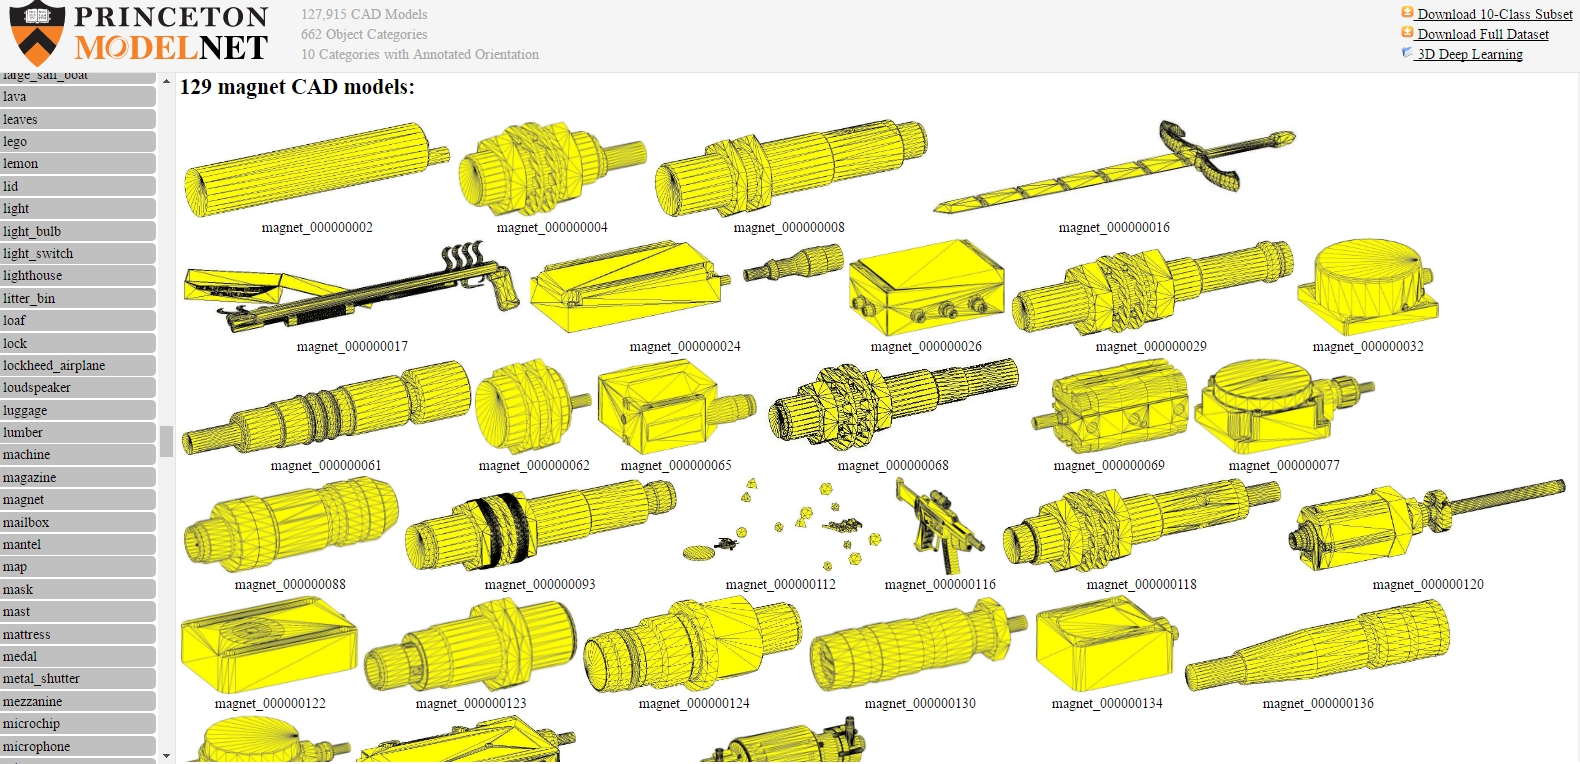 PRINCETON
MODELNET
127,915 CAD Models
662 Object Categories
10 Categories with Annotated Orientation
Download 10-Class Subset
Download Full Dataset
3D Deep Learning
large_sail_boat
lava
leaves
lego
lemon
lid
light
light_bulb
light_switch
lighthouse
litter_bin
loaf
lock
lockheed_airplane
loudspeaker
luggage
lumber
machine
magazine
magnet
mailbox
mantel
map
mask
mast
mattress
medal
metal_shutter
mezzanine
microchip
microphone
129 magnet CAD models:
magnet_000000002
magnet_000000004
magnet_000000008
magnet_000000016
magnet_000000017
magnet_000000024
magnet_000000026
magnet_000000029
magnet_000000032
magnet_000000061
magnet_000000062
magnet_000000065
magnet_000000068
magnet_000000069
magnet_000000077
magnet_000000088
magnet_000000093
magnet_000000112
magnet_000000116
magnet_000000118
magnet_000000120
magnet_000000122
magnet_000000123
magnet_000000124
magnet_000000130
magnet_000000134
magnet_000000136